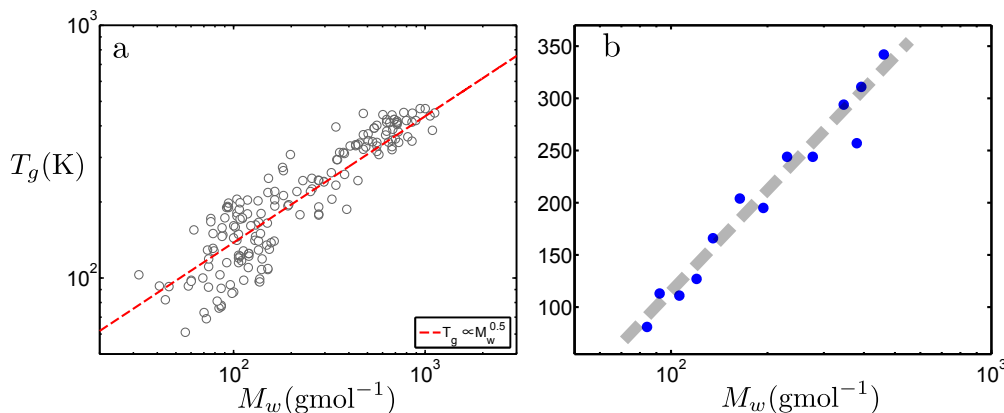 10³
a
T_g(K)
10²
T_g ∝M_w^0.5
10² 10³
M_w(gmol⁻¹)
b
350
300
250
200
150
100
10² 10³
M_w(gmol⁻¹)